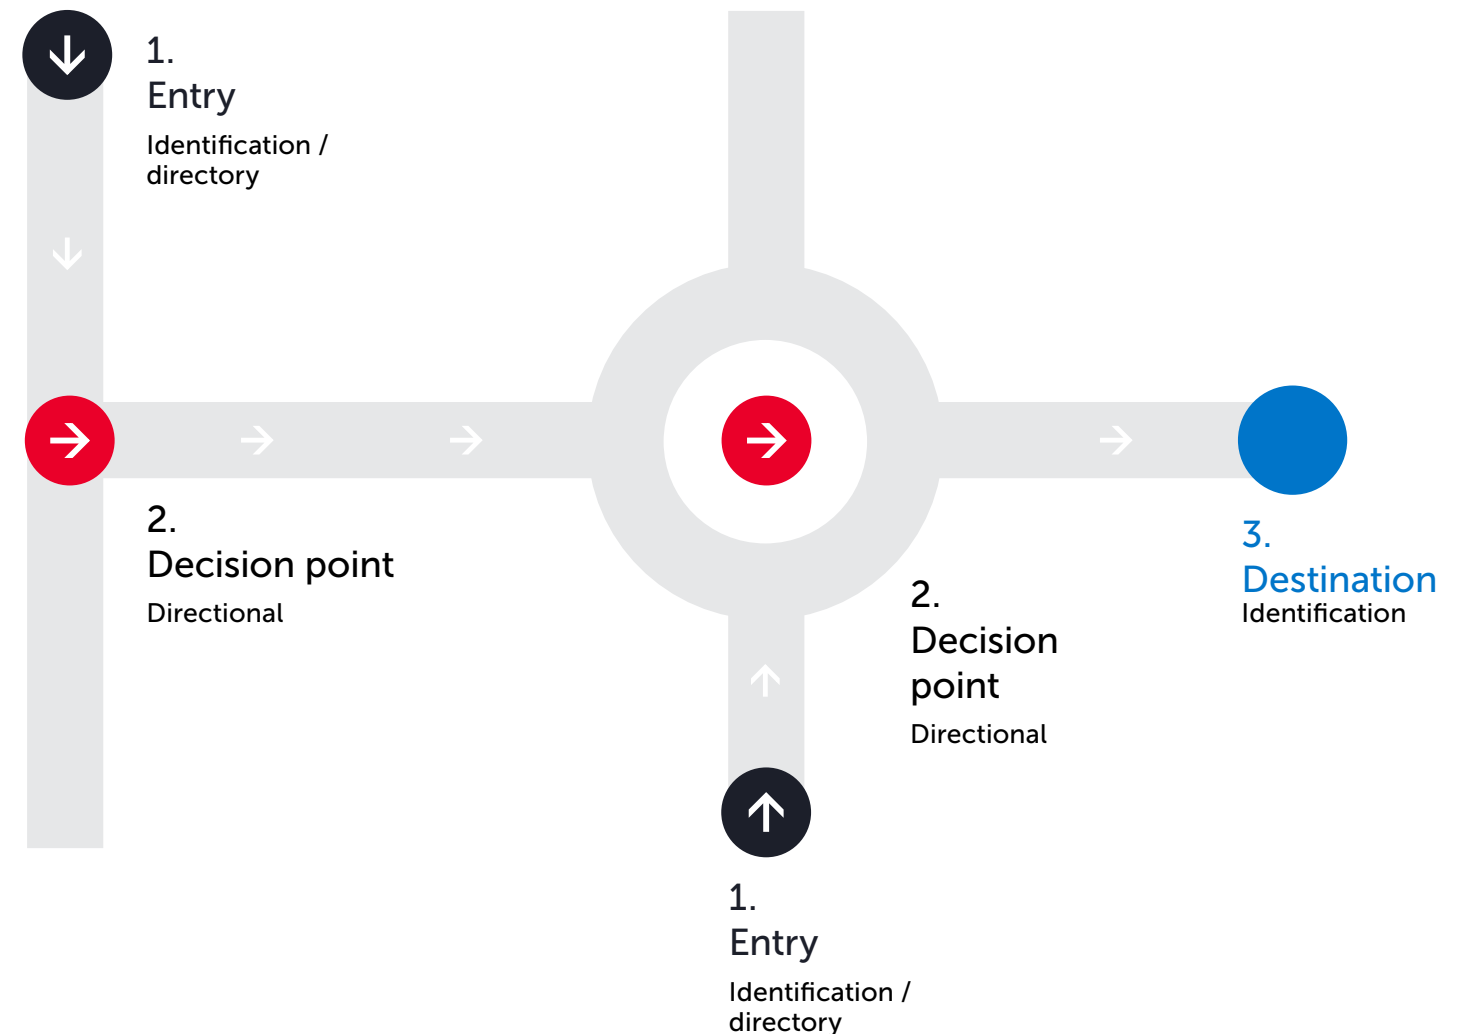 1.
Entry
Identification /
directory
2.
Decision point
Directional
2.
Decision
point
Directional
3.
Destination
Identification
1.
Entry
Identification /
directory